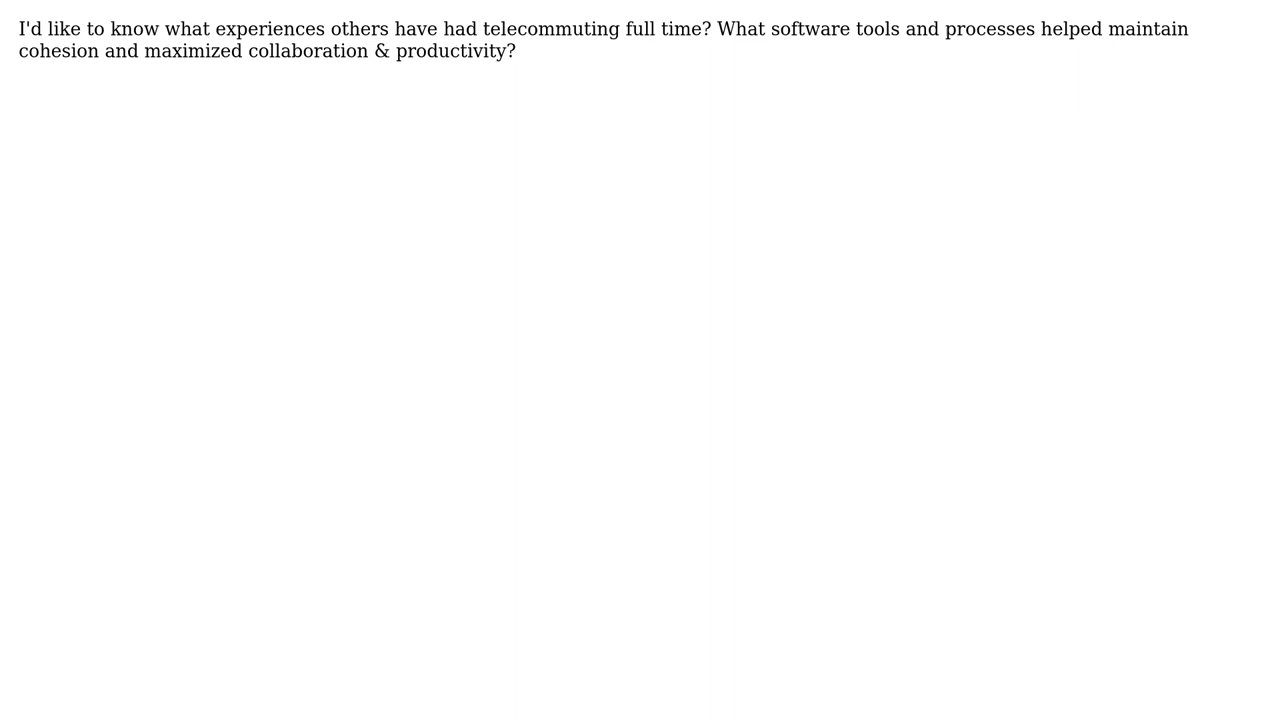 I'd like to know what experiences others have had telecommuting full time? What software tools and processes helped maintain
cohesion and maximized collaboration & productivity?